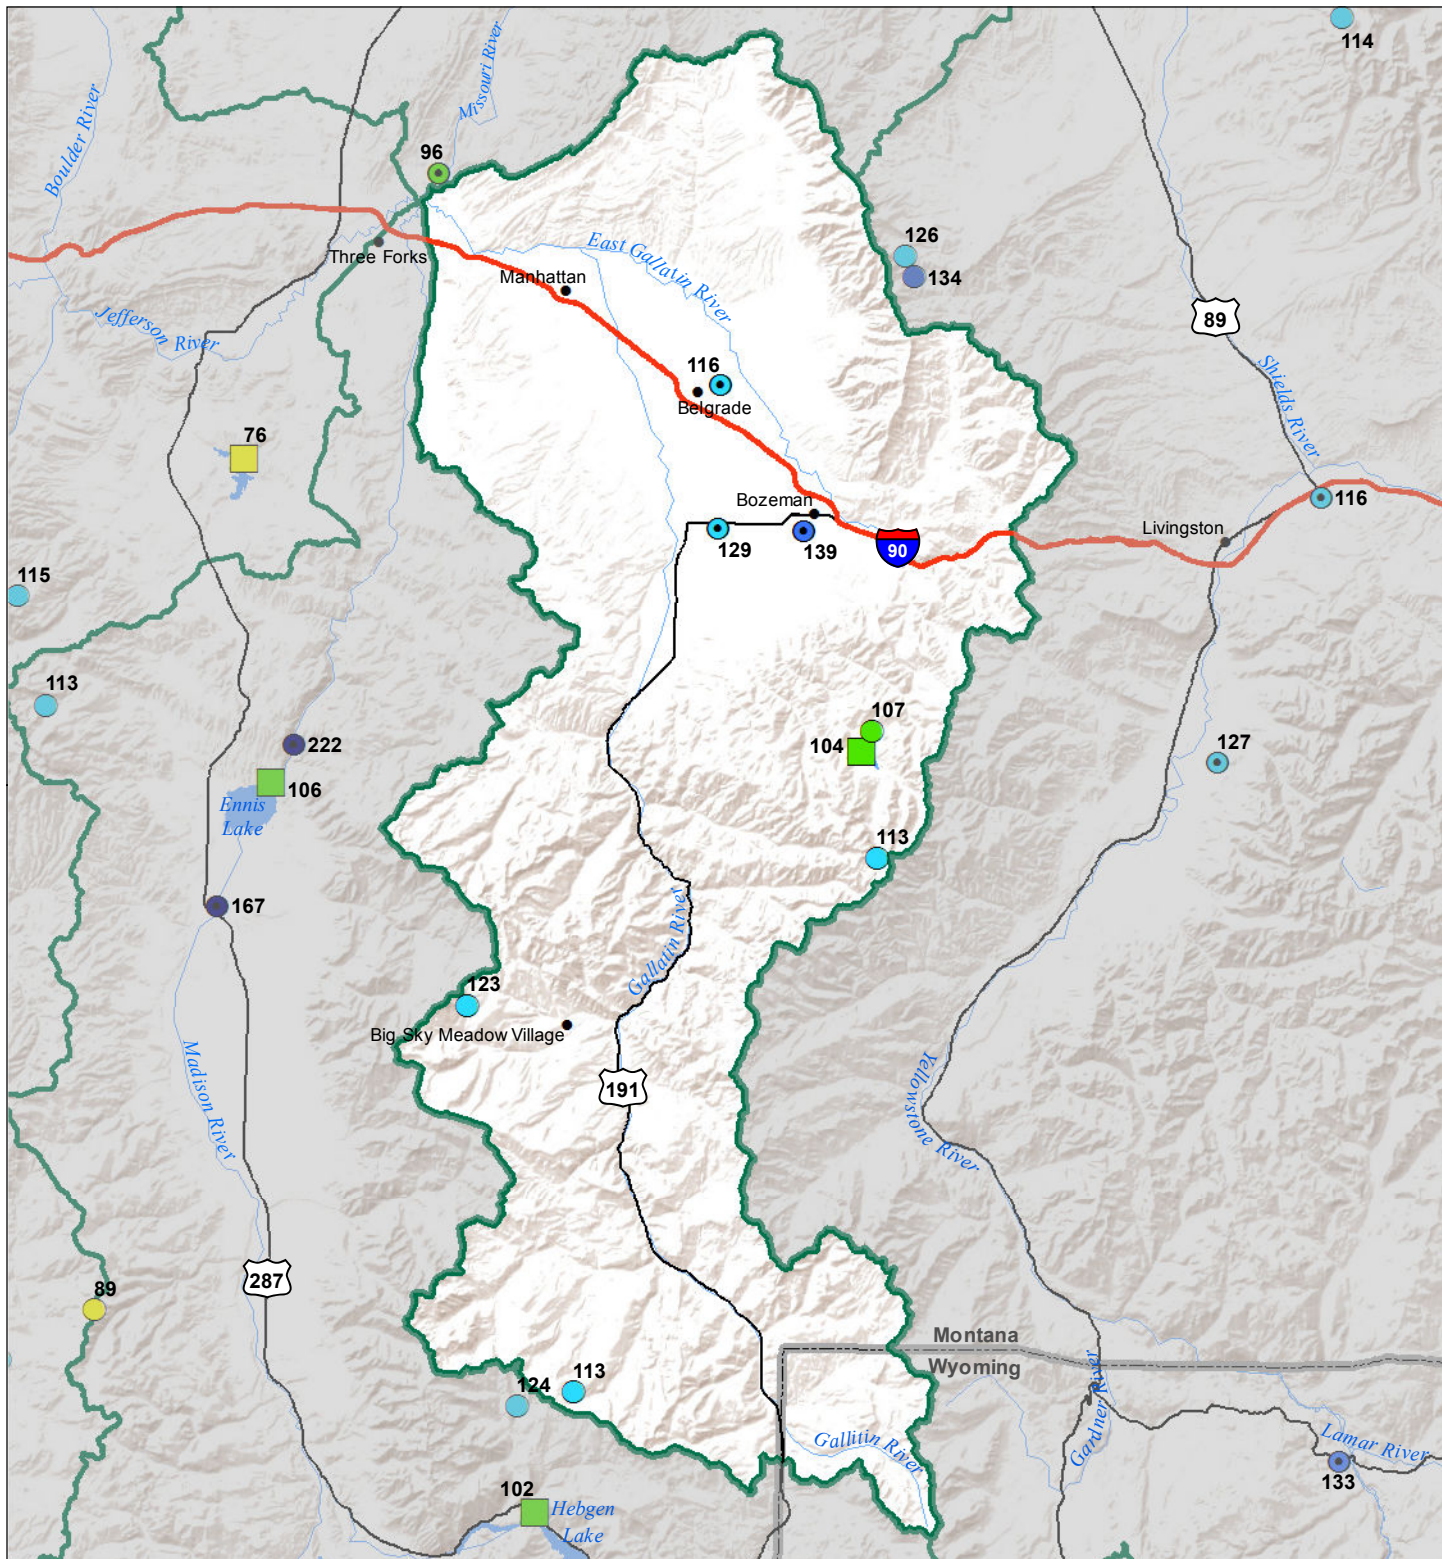 114
Missouri River
Boulder River
96
126
134
East Gallatin River
Three Forks
Manhattan
89
Jefferson River
116
Belgrade
Shields River
76
Bozeman
116
Livingston
129
139
90
115
113
107
104
127
222
106
Ennis
Lake
113
167
Gallatin River
123
Big Sky Meadow Village
Madison River
191
Yellowstone River
287
89
Montana
Wyoming
124
113
Gardner River
Gallitin River
Lamar River
133
102
Hebgen
Lake